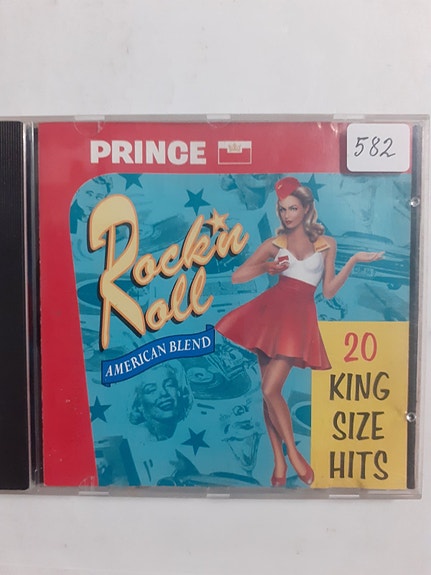 PRINCE
582
Rock'n
Roll
AMERICAN BLEND
20
KING
SIZE
HITS